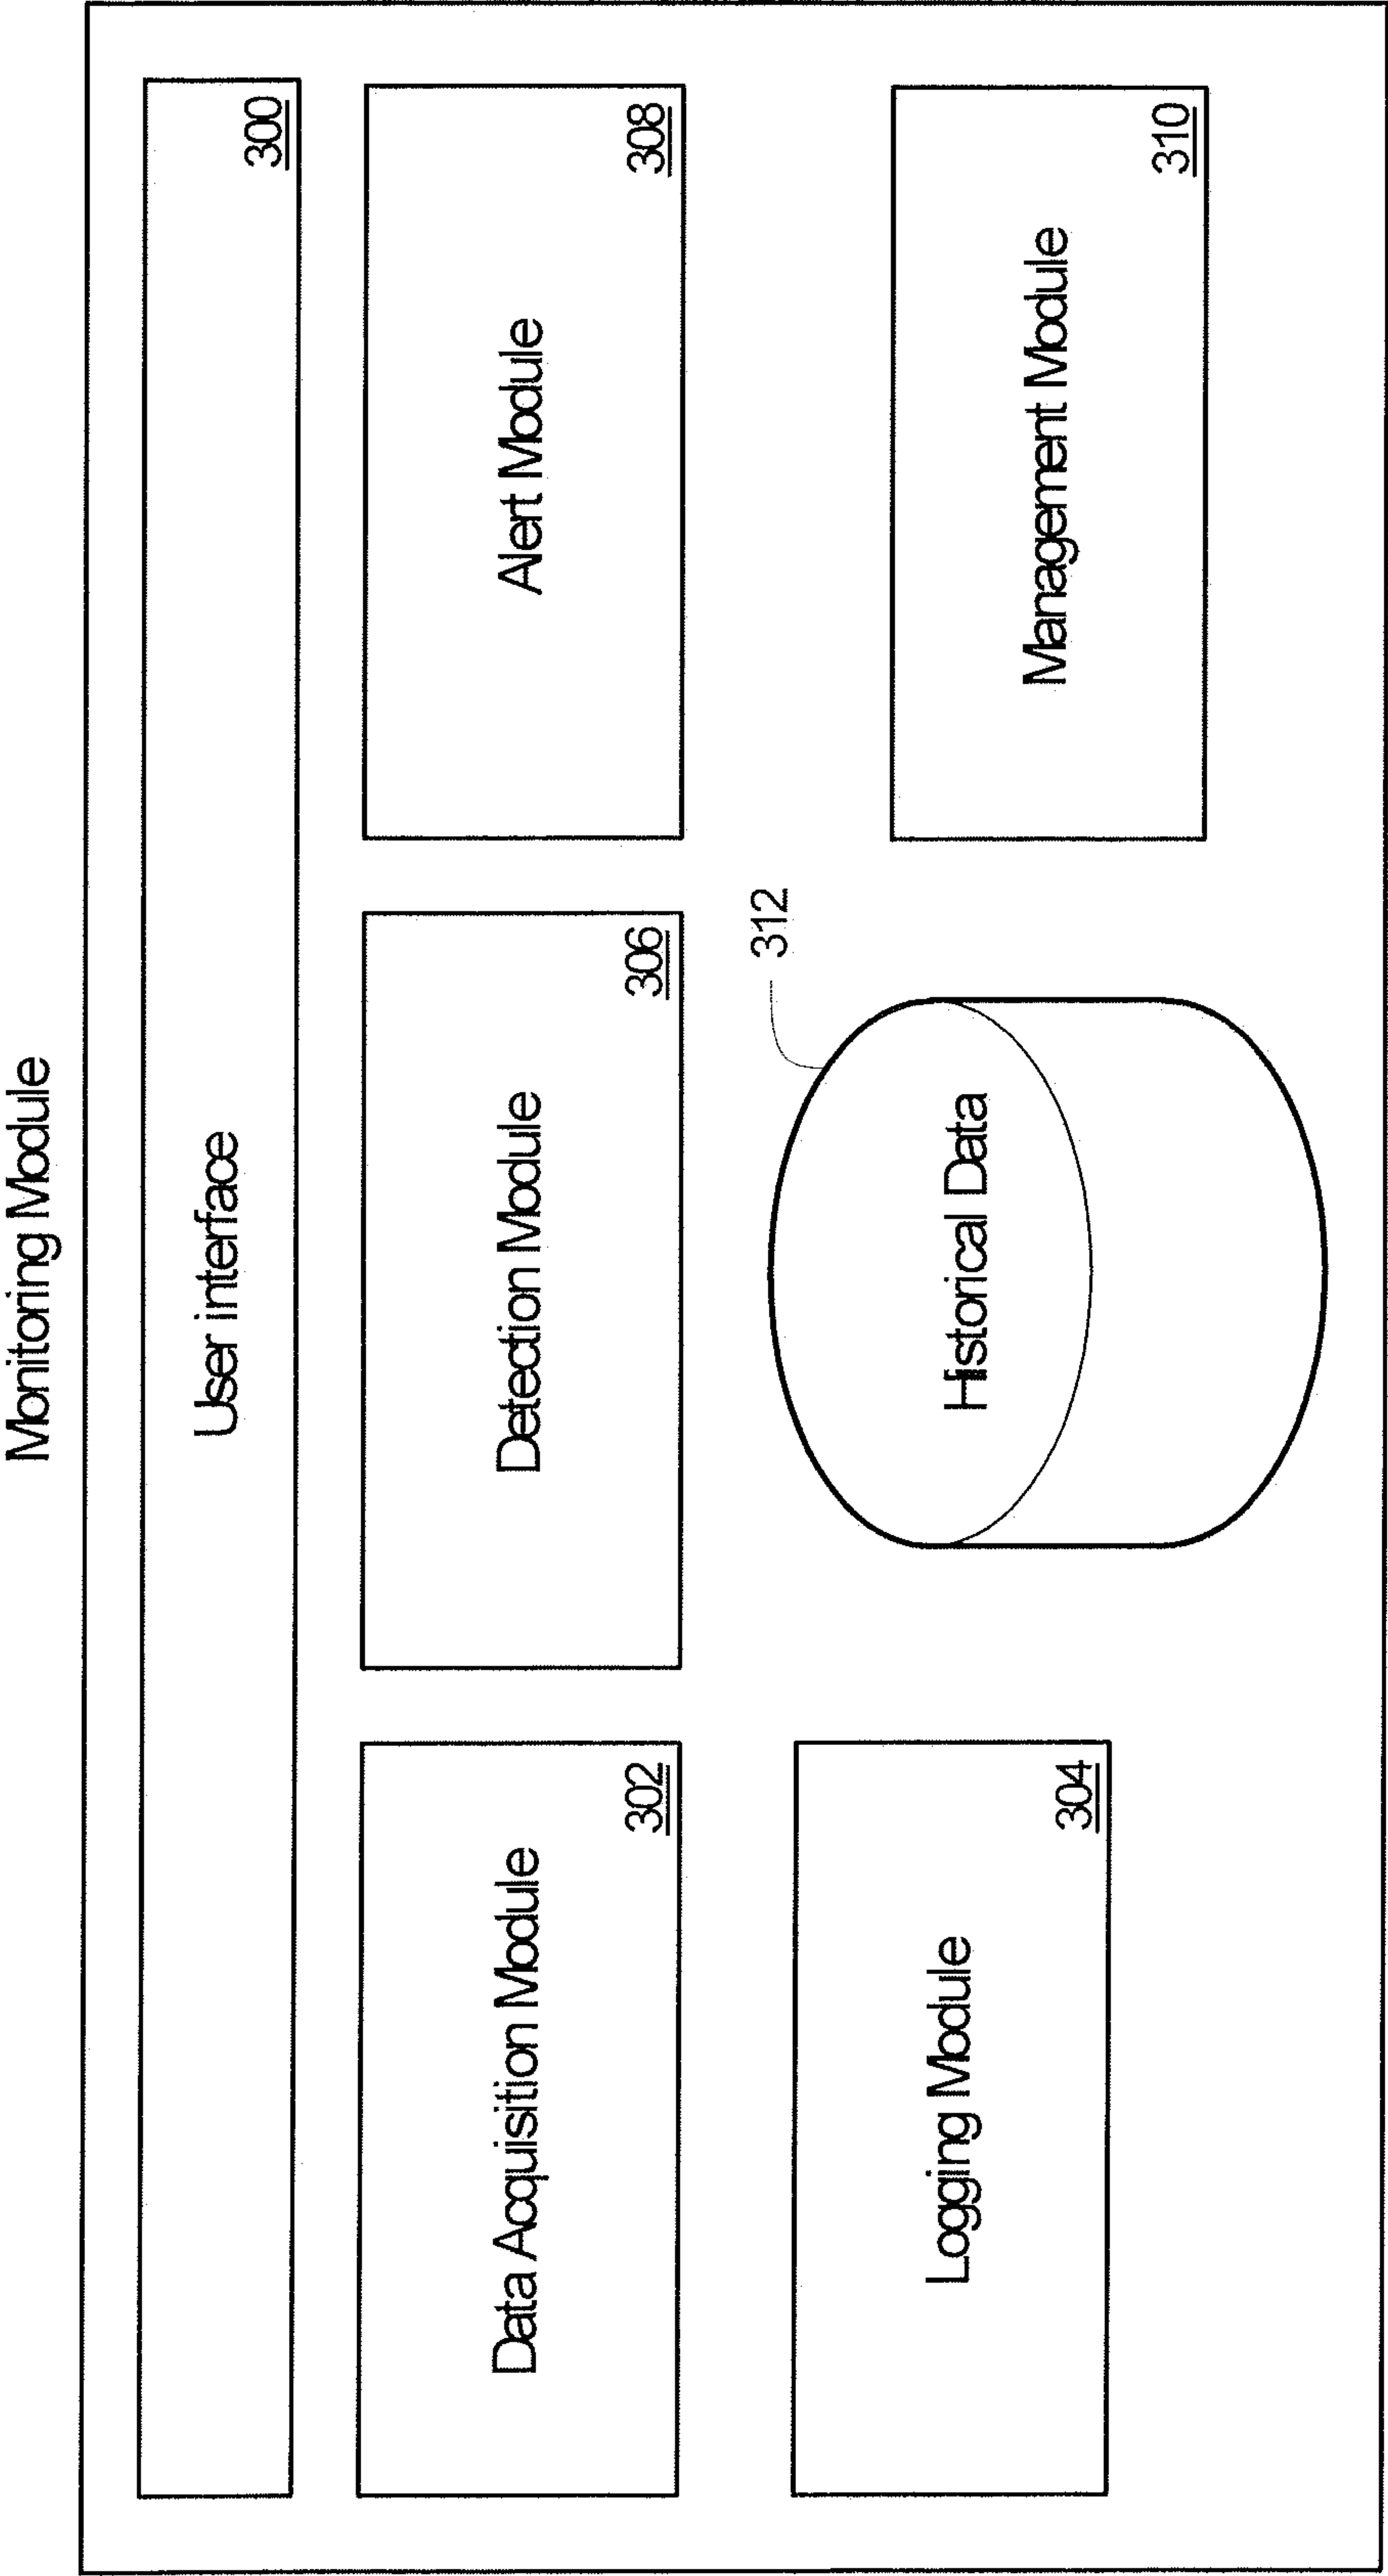 Monitoring Module
User interface
300
Data Acquisition Module
302
Detection Module
306
Alert Module
308
Logging Module
304
Historical Data
312
Management Module
310